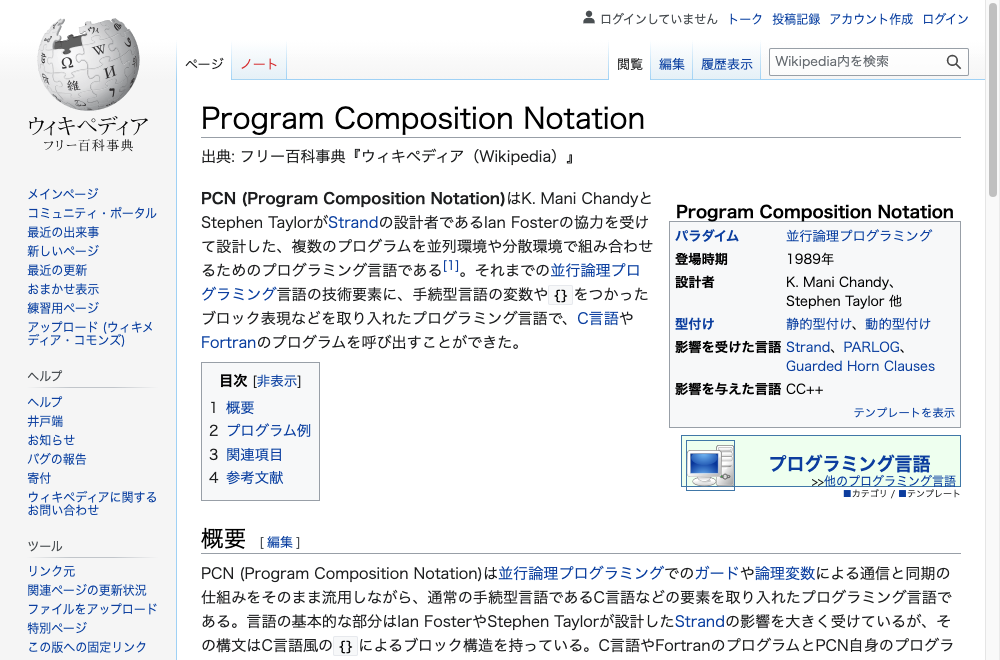 ログインしていません トーク 投稿記録 アカウント作成 ログイン
ページ ノート 閲覧 編集 履歴表示 Wikipedia内を検索
ウィキペディア
フリー百科事典
メインページ
コミュニティ・ポータル
最近の出来事
新しいページ
最近の更新
おまかせ表示
練習用ページ
アップロード (ウィキメ
ディア・コモンズ)
ヘルプ
ヘルプ
井戸端
お知らせ
バグの報告
寄付
ウィキペディアに関する
お問い合わせ
ツール
リンク元
関連ページの更新状況
ファイルをアップロード
特別ページ
この版への固定リンク
Program Composition Notation
出典: フリー百科事典『ウィキペディア（Wikipedia）』
PCN (Program Composition Notation)はK. Mani Chandyと
Stephen TaylorがStrandの設計者であるIan Fosterの協力を受け
て設計した、複数のプログラムを並列環境や分散環境で組み合わせ
るためのプログラミング言語である[1]。それまでの並行論理プロ
グラミング言語の技術要素に、手続型言語の変数や {} をつかった
ブロック表現などを取り入れたプログラミング言語で、C言語や
Fortranのプログラムを呼び出すことができた。
Program Composition Notation
パラダイム 並行論理プログラミング
登場時期 1989年
設計者 K. Mani Chandy、
Stephen Taylor 他
型付け 静的型付け、動的型付け
影響を受けた言語 Strand、PARLOG、
Guarded Horn Clauses
影響を与えた言語 CC++
テンプレートを表示
プログラミング言語
>>他のプログラミング言語
■カテゴリ / ■テンプレート
目次 [非表示]
1 概要
2 プログラム例
3 関連項目
4 参考文献
概要 [編集]
PCN (Program Composition Notation)は並行論理プログラミングでのガードや論理変数による通信と同期の
仕組みをそのまま流用しながら、通常の手続型言語であるC言語などの要素を取り入れたプログラミング言語で
ある。言語の基本的な部分はIan FosterやStephen Taylorが設計したStrandの影響を大きく受けているが、そ
の構文はC言語風の {} によるブロック構造を持っている。C言語やFortranのプログラムとPCN自身のプログラ